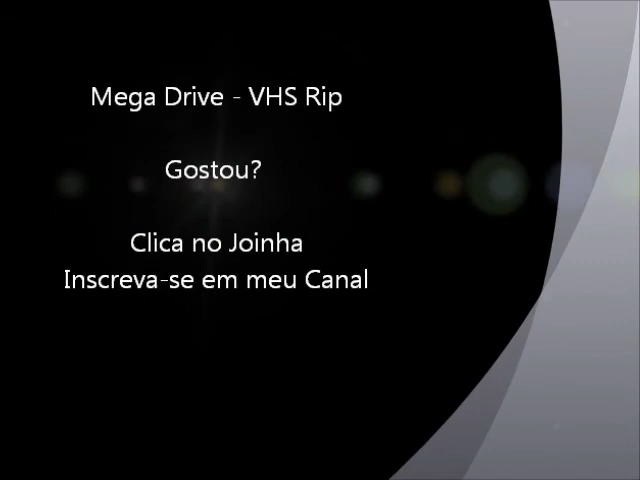 Mega Drive - VHS Rip
Gostou?
Clica no Joinha
Inscreva-se em meu Canal